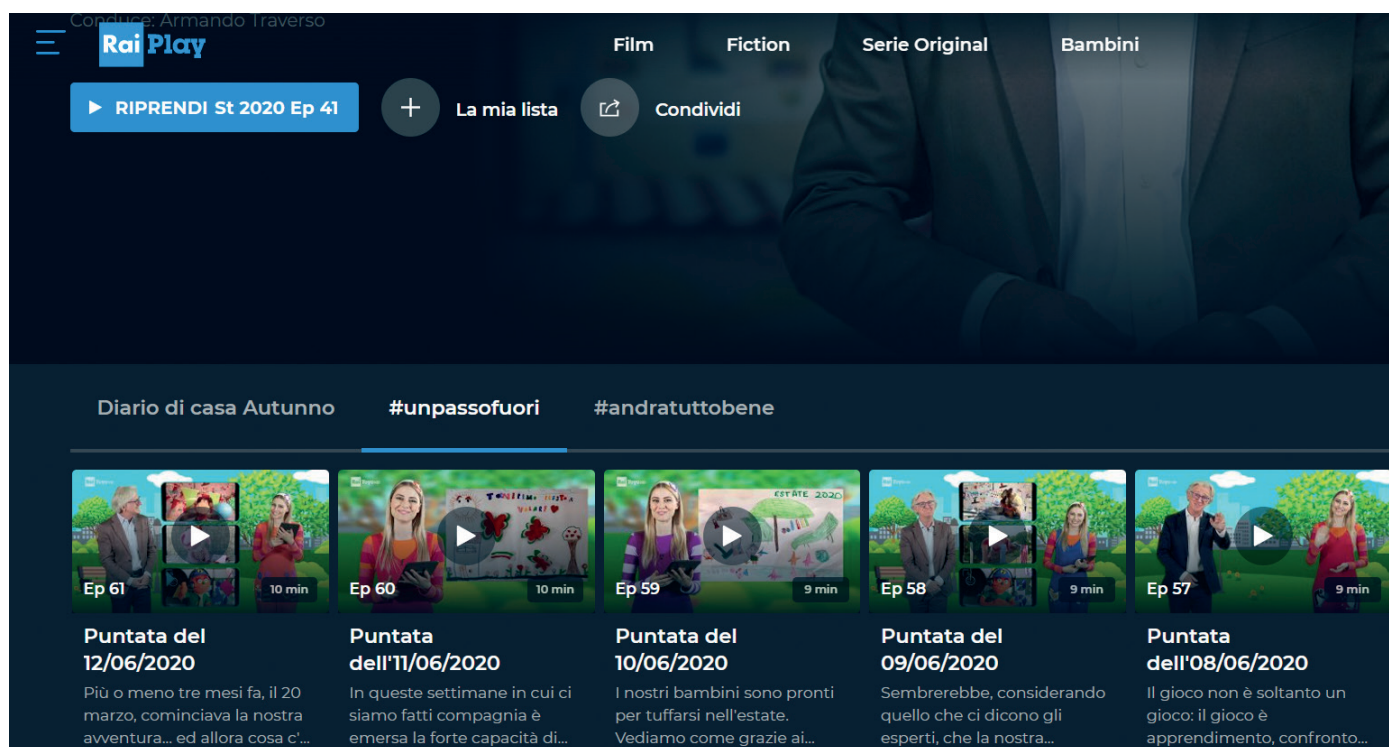 Conduce: Armando Traverso
Rai Play
Film Fiction Serie Original Bambini
RIPRENDI St 2020 Ep 41
La mia lista
Condividi
Diario di casa Autunno #unpassofuori #andratuttobene
Ep 61 10 min
Puntata del
12/06/2020
Più o meno tre mesi fa, il 20
marzo, cominciava la nostra
avventura... ed allora cosa c'...
VOLARE
Ep 60 10 min
Puntata
dell'11/06/2020
In queste settimane in cui ci
siamo fatti compagnia è
emersa la forte capacità di...
ESTATE 2020
Ep 59 9 min
Puntata del
10/06/2020
I nostri bambini sono pronti
per tuffarsi nell'estate.
Vediamo come grazie ai...
Ep 58 9 min
Puntata del
09/06/2020
Sembrerebbe, considerando
quello che ci dicono gli
esperti, che la nostra...
Ep 57 9 min
Puntata
dell'08/06/2020
Il gioco non è soltanto un
gioco: il gioco è
apprendimento, confronto...